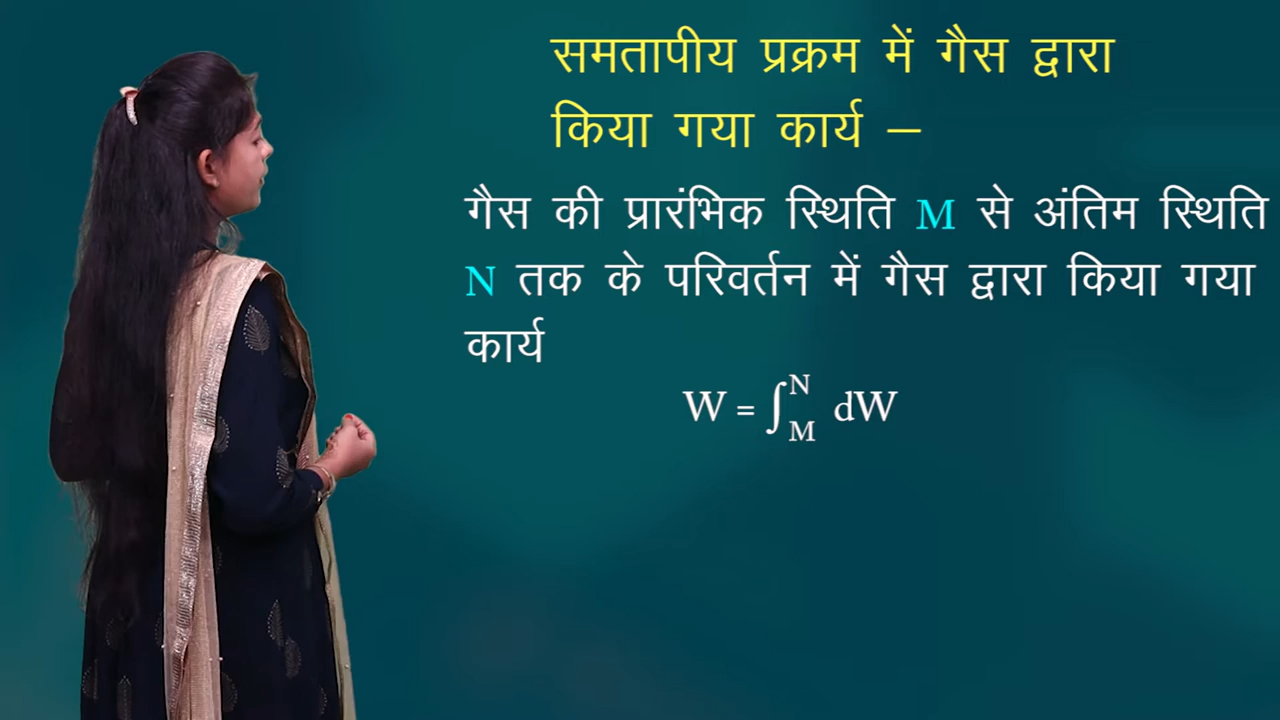 समतापीय प्रक्रम में गैस द्वारा
किया गया कार्य –
गैस की प्रारंभिक स्थिति M से अंतिम स्थिति
N तक के परिवर्तन में गैस द्वारा किया गया
कार्य
W = ∫_M^N dW